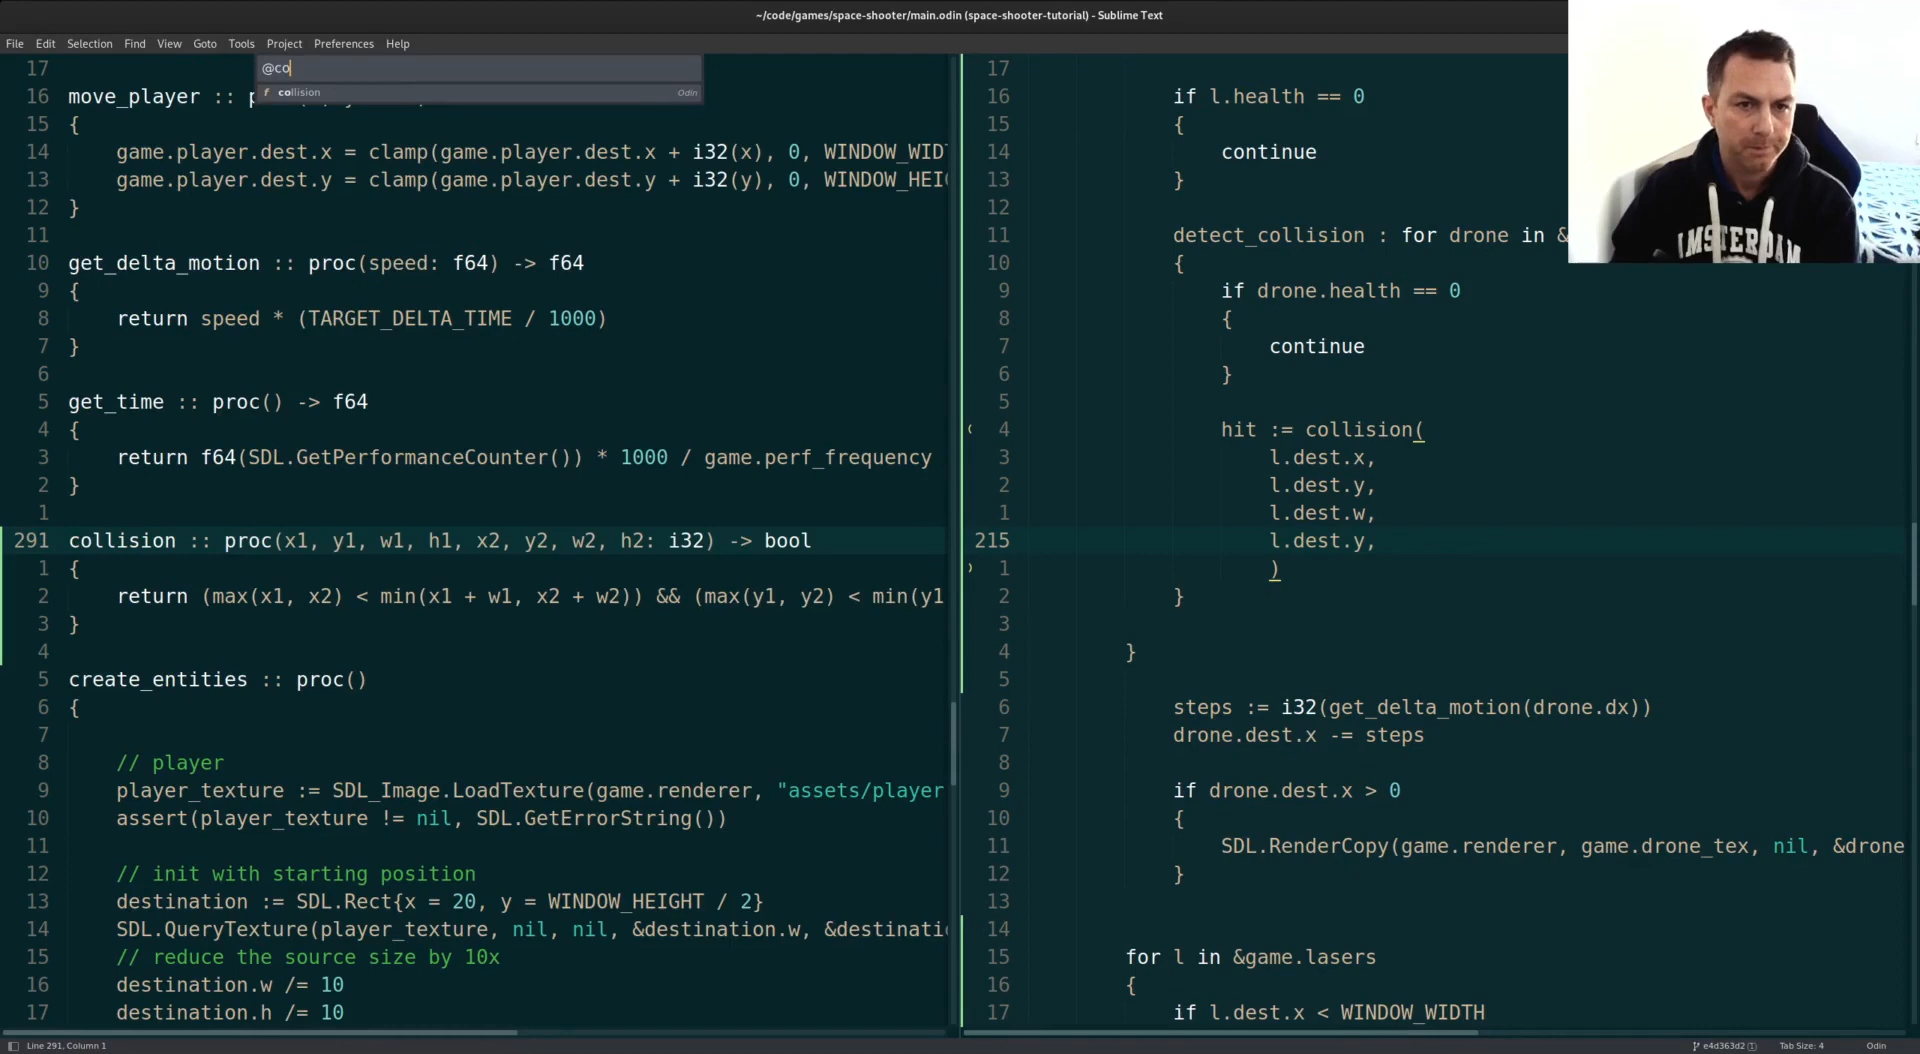 ~/code/games/space-shooter/main.odin (space-shooter-tutorial) - Sublime Text
File Edit Selection Find View Goto Tools Project Preferences Help
@co
f collision Odin
17
16 move_player ::
15 {
14 game.player.dest.x = clamp(game.player.dest.x + i32(x), 0, WINDOW_WID
13 game.player.dest.y = clamp(game.player.dest.y + i32(y), 0, WINDOW_HEI
12 }
11
10 get_delta_motion :: proc(speed: f64) -> f64
9 {
8 return speed * (TARGET_DELTA_TIME / 1000)
7 }
6
5 get_time :: proc() -> f64
4 {
3 return f64(SDL.GetPerformanceCounter()) * 1000 / game.perf_frequency
2 }
1
291 collision :: proc(x1, y1, w1, h1, x2, y2, w2, h2: i32) -> bool
1 {
2 return (max(x1, x2) < min(x1 + w1, x2 + w2)) && (max(y1, y2) < min(y1
3 }
4
5 create_entities :: proc()
6 {
7
8 // player
9 player_texture := SDL_Image.LoadTexture(game.renderer, "assets/player
10 assert(player_texture != nil, SDL.GetErrorString())
11
12 // init with starting position
13 destination := SDL.Rect{x = 20, y = WINDOW_HEIGHT / 2}
14 SDL.QueryTexture(player_texture, nil, nil, &destination.w, &destinati
15 // reduce the source size by 10x
16 destination.w /= 10
17 destination.h /= 10
17
16 if l.health == 0
15 {
14 continue
13 }
12
11 detect_collision : for drone in &
10 {
9 if drone.health == 0
8 {
7 continue
6 }
5
4 hit := collision(
3 l.dest.x,
2 l.dest.y,
1 l.dest.w,
215 l.dest.y,
1 )
2 }
3
4 }
5
6 steps := i32(get_delta_motion(drone.dx))
7 drone.dest.x -= steps
8
9 if drone.dest.x > 0
10 {
11 SDL.RenderCopy(game.renderer, game.drone_tex, nil, &drone
12 }
13
14
15 for l in &game.lasers
16 {
17 if l.dest.x < WINDOW_WIDTH
AMSTERDAM
Line 291, Column 1
e4d363d2 (1) Tab Size: 4 Odin